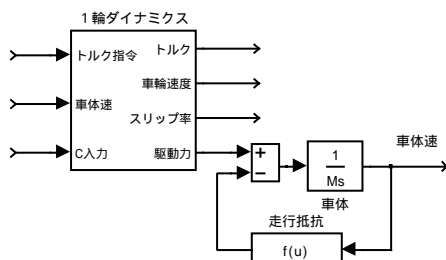 1輪ダイナミクス
トルク指令
トルク
車輪速度
車体速
スリップ率
C入力
駆動力
+
−
1
Ms
車体
車体速
走行抵抗
f(u)